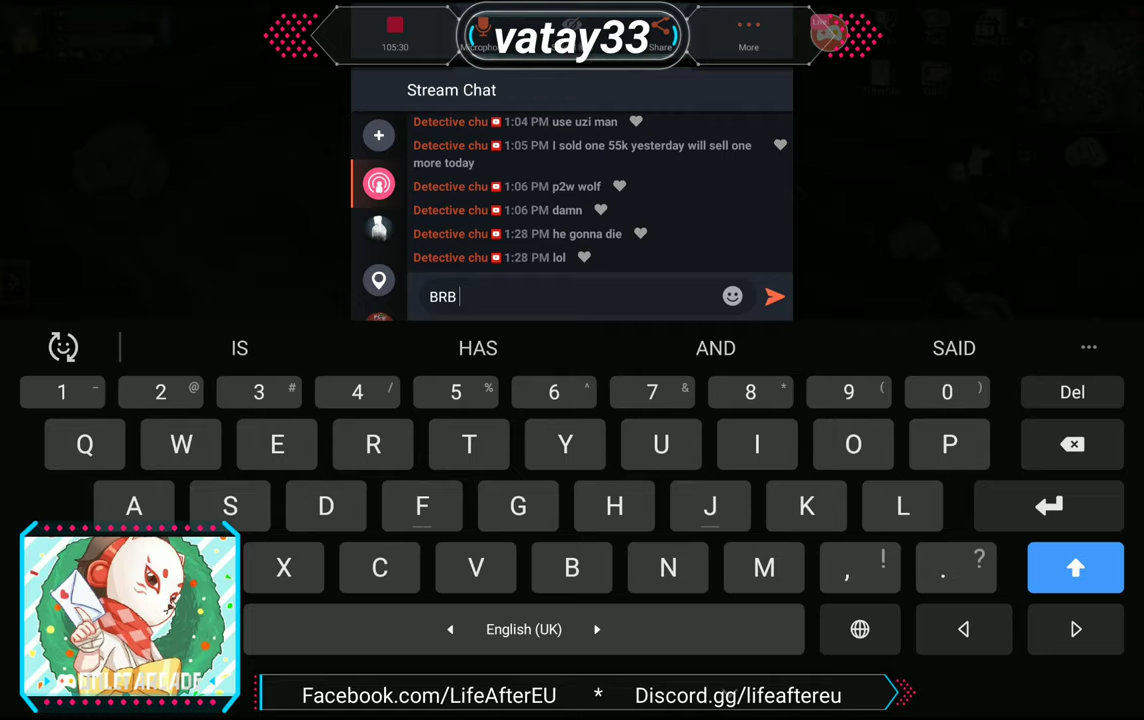 vatay33
105:30
Share
More
Live
Stream Chat
Detective chu 1:04 PM use uzi man
Detective chu 1:05 PM I sold one 55k yesterday will sell one
more today
Detective chu 1:06 PM p2w wolf
Detective chu 1:06 PM damn
Detective chu 1:28 PM he gonna die
Detective chu 1:28 PM lol
BRB
IS HAS AND SAID ...
1 - 2 @ 3 # 4 / 5 % 6 ^ 7 & 8 * 9 ( 0 ) Del
Q W E R T Y U I O P
A S D F G H J K L
X C V B N M , ! . ?
English (UK)
Facebook.com/LifeAfterEU * Discord.gg/lifeaftereu